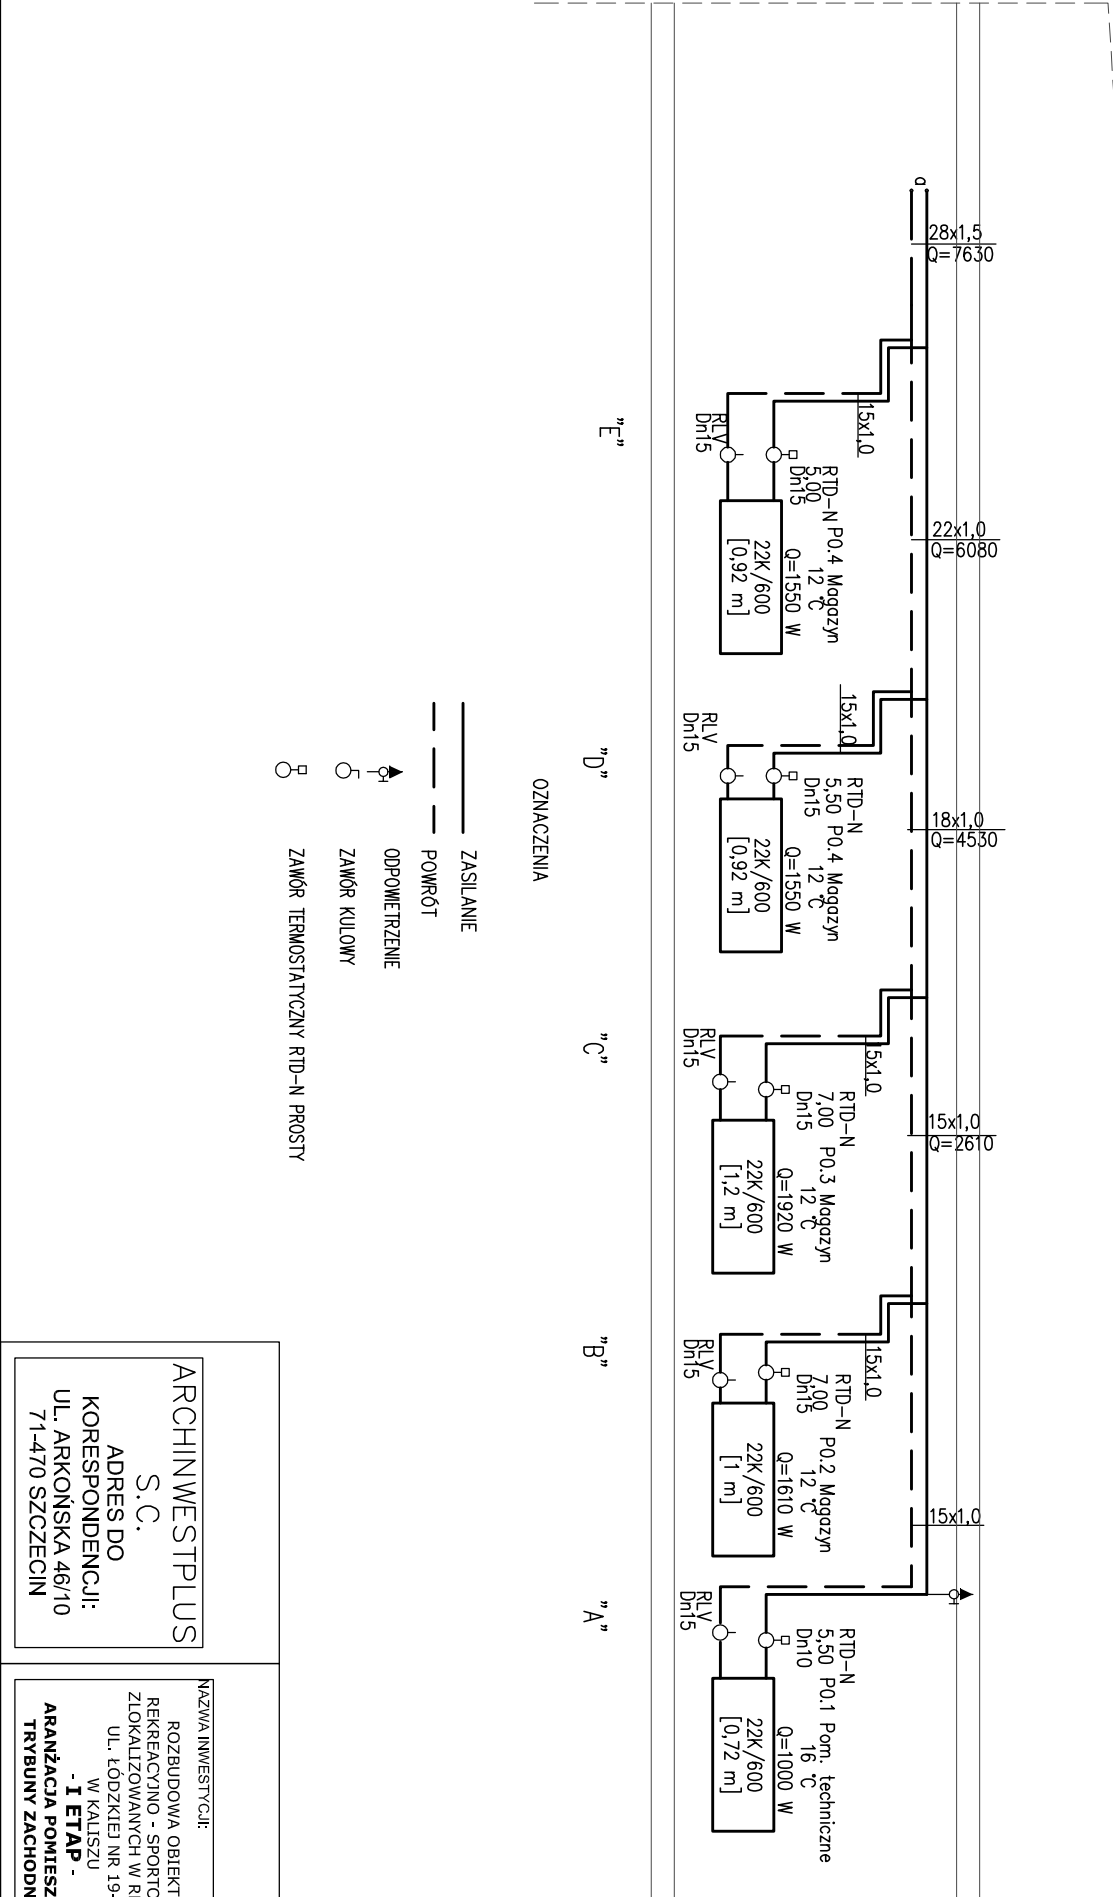 a
28x1,5
Q=7630
15x1,0
RLV
Dn15
RTD-N
5,00
Dn15
P0.4 Magazyn
12 °C
Q=1550 W
22K/600
[0,92 m]
"E"
22x1,0
Q=6080
15x1,0
RLV
Dn15
RTD-N
5,50
Dn15
P0.4 Magazyn
12 °C
Q=1550 W
22K/600
[0,92 m]
"D"
18x1,0
Q=4530
15x1,0
RLV
Dn15
RTD-N
7,00
Dn15
P0.3 Magazyn
12 °C
Q=1920 W
22K/600
[1,2 m]
"C"
15x1,0
Q=2610
15x1,0
RLV
Dn15
RTD-N
7,00
Dn15
P0.2 Magazyn
12 °C
Q=1610 W
22K/600
[1 m]
"B"
15x1,0
RLV
Dn15
RTD-N
5,50
Dn10
P0.1 Pom. techniczne
16 °C
Q=1000 W
22K/600
[0,72 m]
"A"
OZNACZENIA
ZASILANIE
POWRÓT
ODPOWIETRZENIE
ZAWÓR KULOWY
ZAWÓR TERMOSTATYCZNY RTD-N PROSTY
ARCHINWESTPLUS
S.C.
ADRES DO
KORESPONDENCJI:
UL. ARKOŃSKA 46/10
71-470 SZCZECIN
NAZWA INWESTYCJI:
ROZBUDOWA OBIEKT
REKREACYJNO - SPORTO
ZLOKALIZOWANYCH W R
UL. ŁÓDZKIEJ NR 19-
W KALISZU
- I ETAP -
ARANŻACJA POMIESZ
TRYBUNY ZACHODN